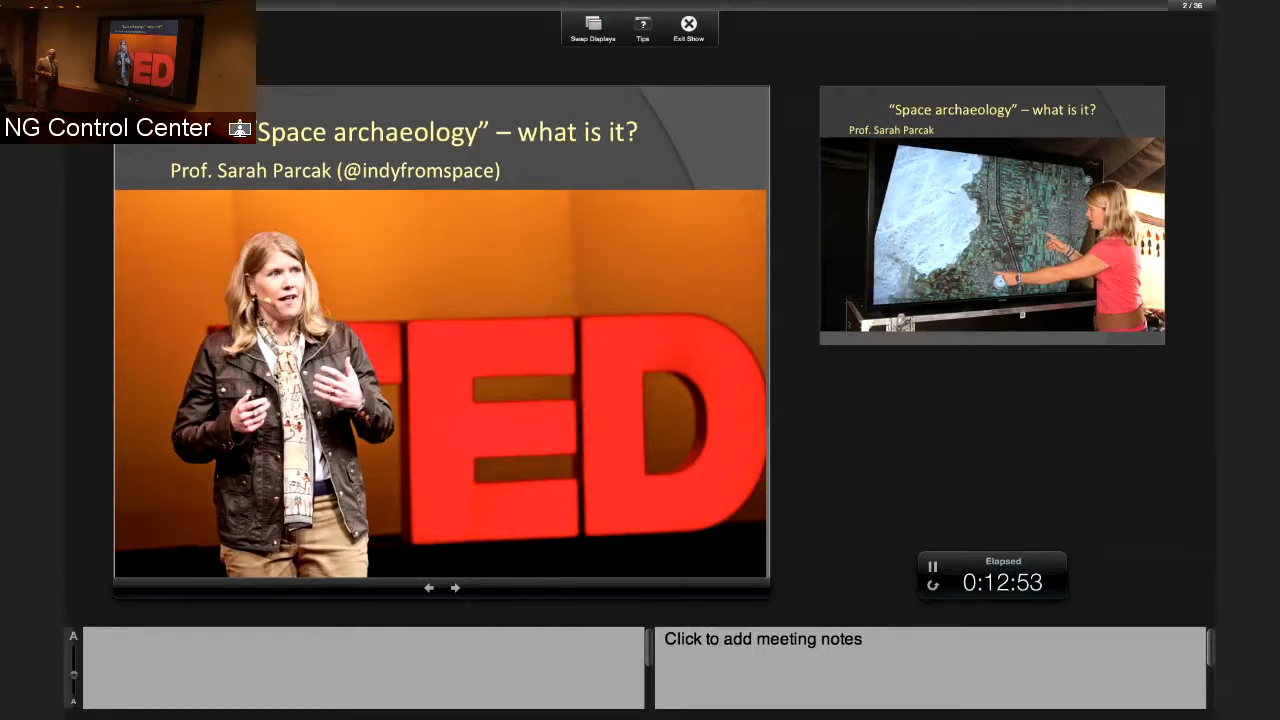 2 / 36
Swap Displays
Tips
Exit Show
NG Control Center
"Space archaeology" – what is it?
Prof. Sarah Parcak (@indyfromspace)
TED
"Space archaeology" – what is it?
Prof. Sarah Parcak
Elapsed
0:12:53
A
A
Click to add meeting notes